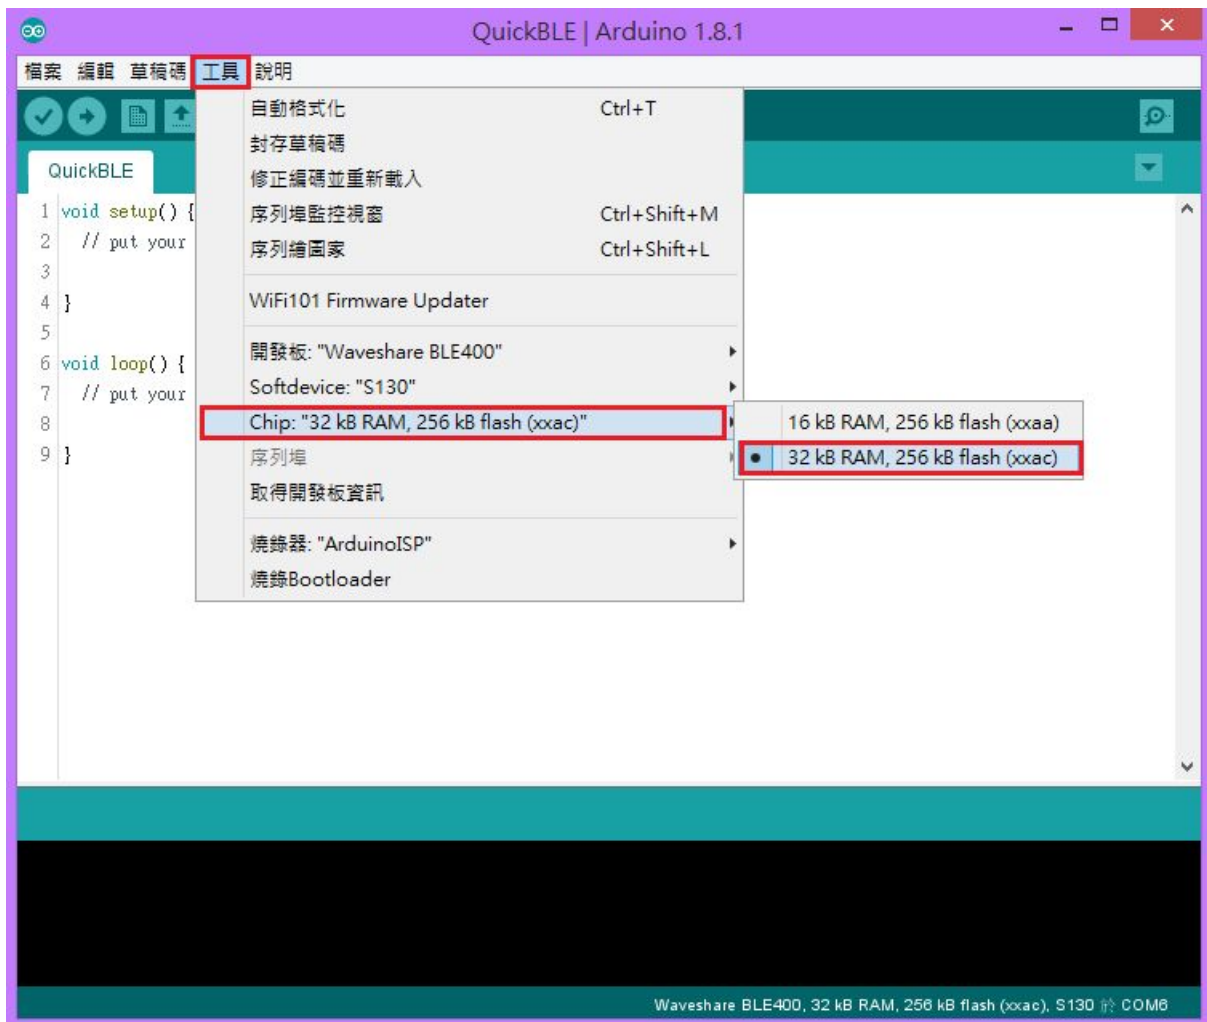 QuickBLE | Arduino 1.8.1
檔案 編輯 草稿碼 工具 說明
自動格式化 Ctrl+T
封存草稿碼
修正編碼並重新載入
序列埠監控視窗 Ctrl+Shift+M
序列繪圖家 Ctrl+Shift+L
WiFi101 Firmware Updater
開發板: "Waveshare BLE400"
Softdevice: "S130"
Chip: "32 kB RAM, 256 kB flash (xxac)"
序列埠
取得開發板資訊
燒錄器: "ArduinoISP"
燒錄Bootloader
16 kB RAM, 256 kB flash (xxaa)
32 kB RAM, 256 kB flash (xxac)
QuickBLE
1 void setup() {
2 // put your
3
4 }
5
6 void loop() {
7 // put your
8
9 }
Waveshare BLE400, 32 kB RAM, 256 kB flash (xxac), S130 於 COM6